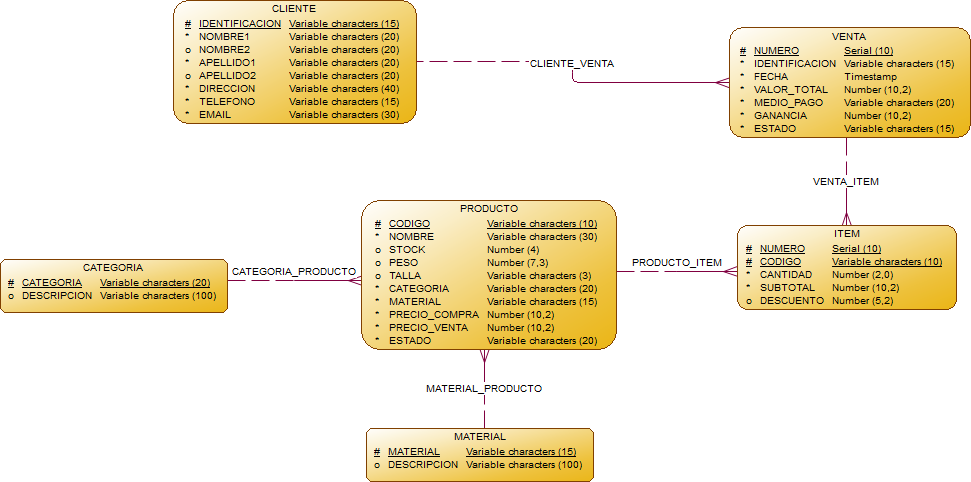 CLIENTE
# IDENTIFICACION Variable characters (15)
* NOMBRE1 Variable characters (20)
o NOMBRE2 Variable characters (20)
* APELLIDO1 Variable characters (20)
o APELLIDO2 Variable characters (20)
* DIRECCION Variable characters (40)
* TELEFONO Variable characters (15)
* EMAIL Variable characters (30)
CLIENTE_VENTA
VENTA
# NUMERO Serial (10)
* IDENTIFICACION Variable characters (15)
* FECHA Timestamp
* VALOR_TOTAL Number (10,2)
* MEDIO_PAGO Variable characters (20)
* GANANCIA Number (10,2)
* ESTADO Variable characters (15)
VENTA_ITEM
PRODUCTO
# CODIGO Variable characters (10)
* NOMBRE Variable characters (30)
o STOCK Number (4)
o PESO Number (7,3)
o TALLA Variable characters (3)
* CATEGORIA Variable characters (20)
* MATERIAL Variable characters (15)
* PRECIO_COMPRA Number (10,2)
* PRECIO_VENTA Number (10,2)
* ESTADO Variable characters (20)
PRODUCTO_ITEM
ITEM
# NUMERO Serial (10)
# CODIGO Variable characters (10)
* CANTIDAD Number (2,0)
* SUBTOTAL Number (10,2)
o DESCUENTO Number (5,2)
CATEGORIA
# CATEGORIA Variable characters (20)
o DESCRIPCION Variable characters (100)
CATEGORIA_PRODUCTO
MATERIAL_PRODUCTO
MATERIAL
# MATERIAL Variable characters (15)
o DESCRIPCION Variable characters (100)